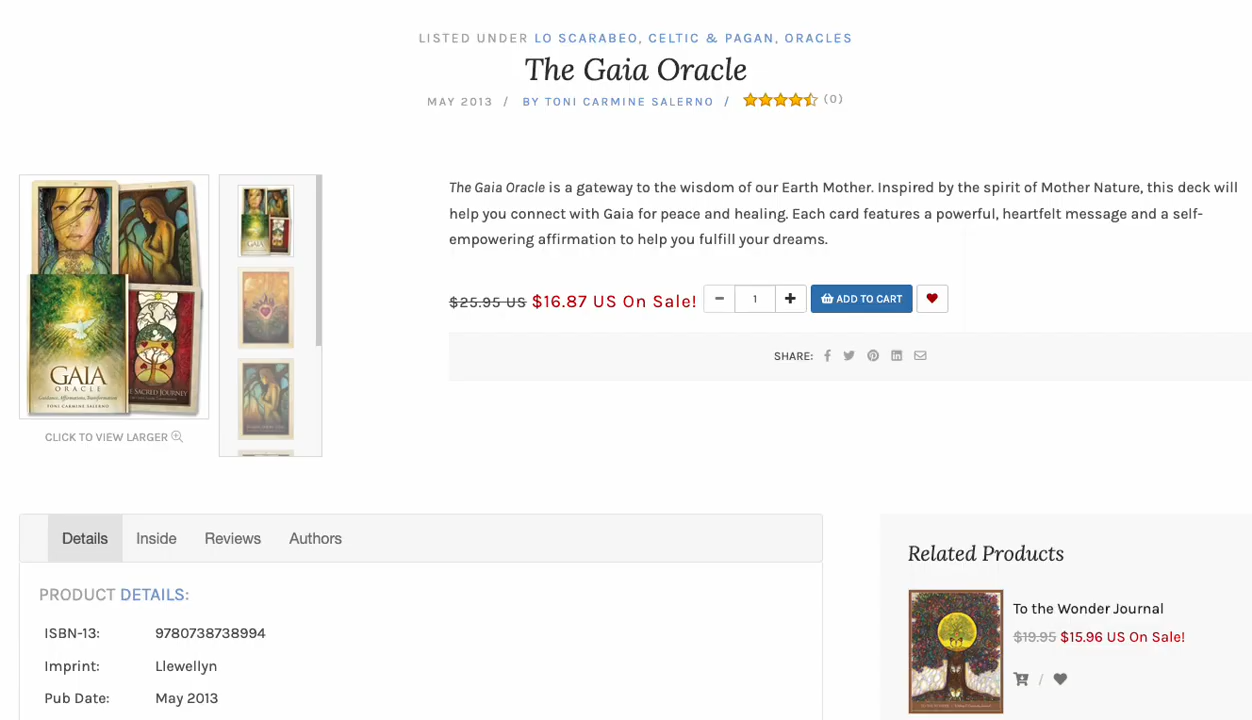 LISTED UNDER LO SCARABEO, CELTIC & PAGAN, ORACLES
The Gaia Oracle
MAY 2013 / BY TONI CARMINE SALERNO / (0)
The Gaia Oracle is a gateway to the wisdom of our Earth Mother. Inspired by the spirit of Mother Nature, this deck will
help you connect with Gaia for peace and healing. Each card features a powerful, heartfelt message and a self-
empowering affirmation to help you fulfill your dreams.
$25.95 US $16.87 US On Sale! 1 ADD TO CART
SHARE:
GAIA
ORACLE
Guidance, Affirmations, Transformation
TONI CARMINE SALERNO
THE SACRED JOURNEY
CLICK TO VIEW LARGER
Details Inside Reviews Authors
PRODUCT DETAILS:
ISBN-13: 9780738738994
Imprint: Llewellyn
Pub Date: May 2013
Related Products
To the Wonder Journal
$19.95 $15.96 US On Sale!